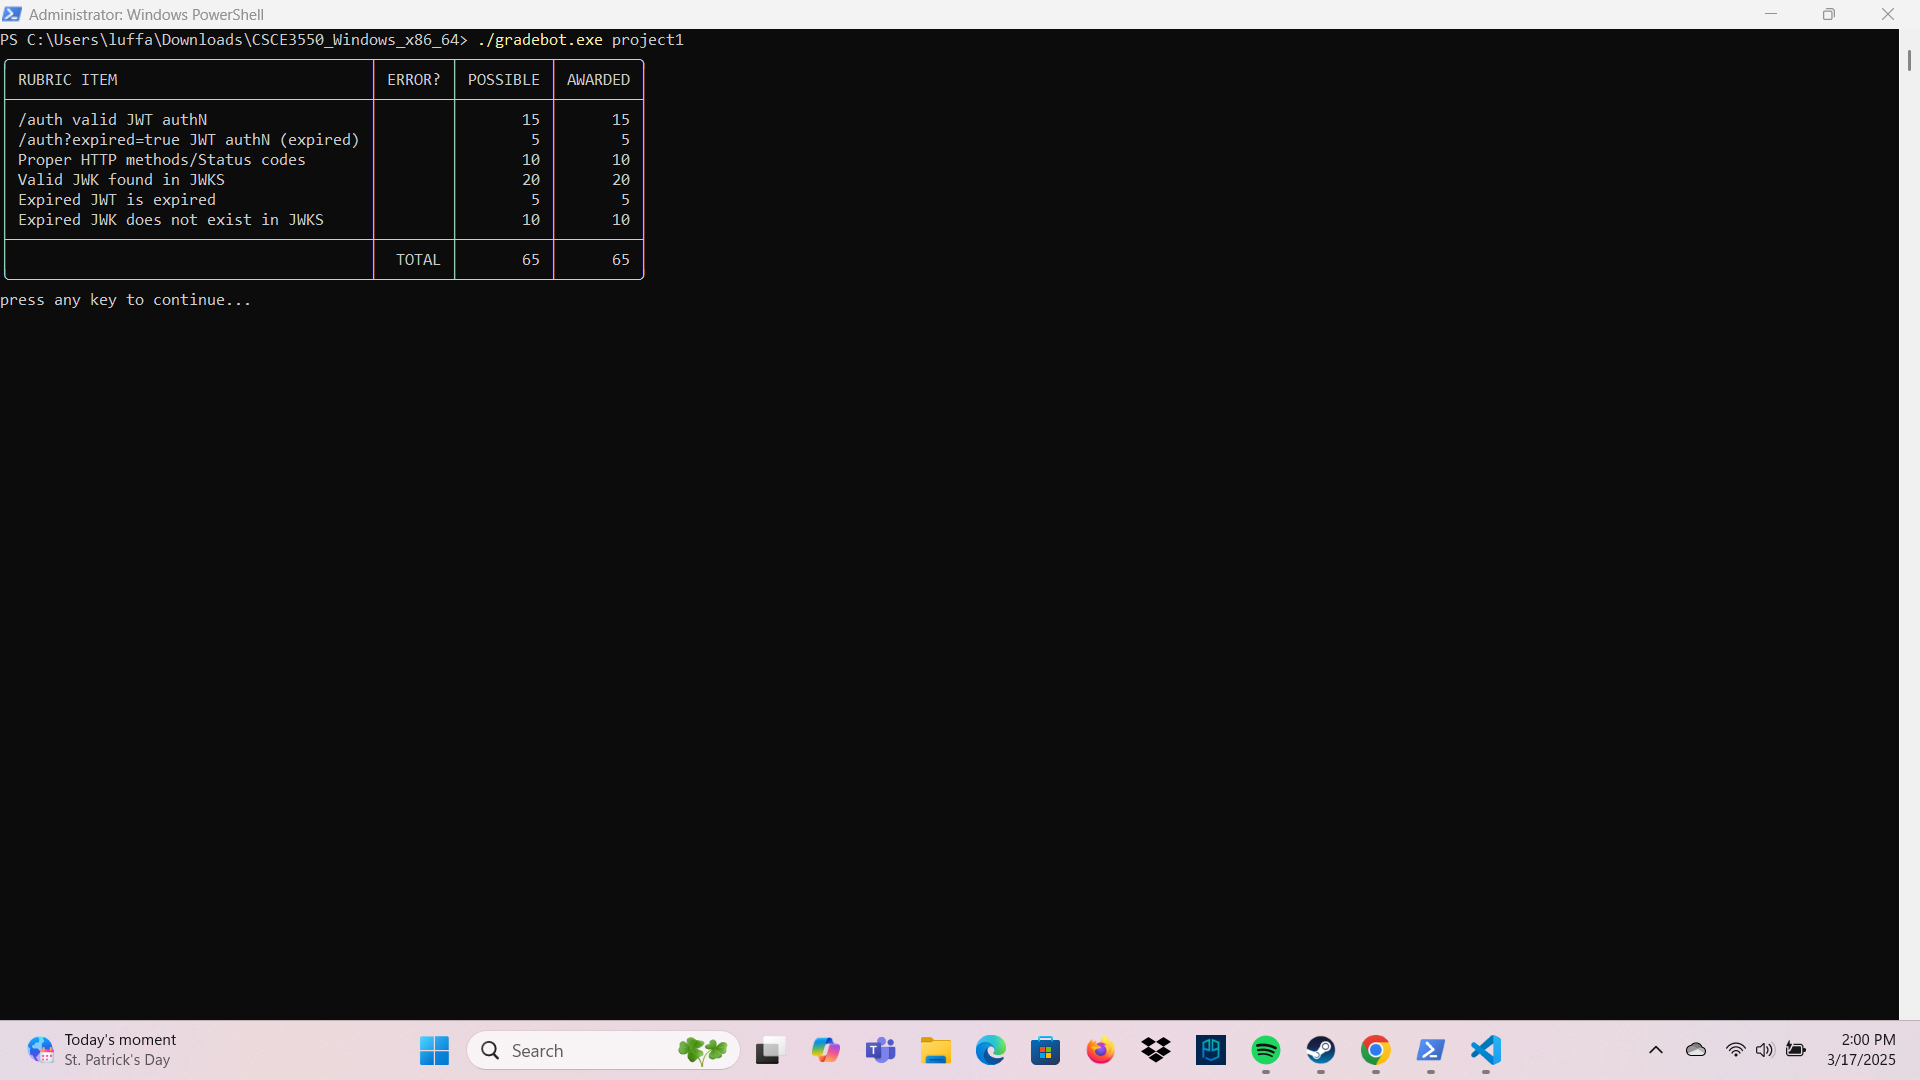 Administrator: Windows PowerShell
PS C:\Users\luffa\Downloads\CSCE3550_Windows_x86_64> ./gradebot.exe project1
RUBRIC ITEM ERROR? POSSIBLE AWARDED
/auth valid JWT authN 15 15
/auth?expired=true JWT authN (expired) 5 5
Proper HTTP methods/Status codes 10 10
Valid JWK found in JWKS 20 20
Expired JWT is expired 5 5
Expired JWK does not exist in JWKS 10 10
TOTAL 65 65
press any key to continue...
Today's moment
St. Patrick's Day
Search
2:00 PM
3/17/2025